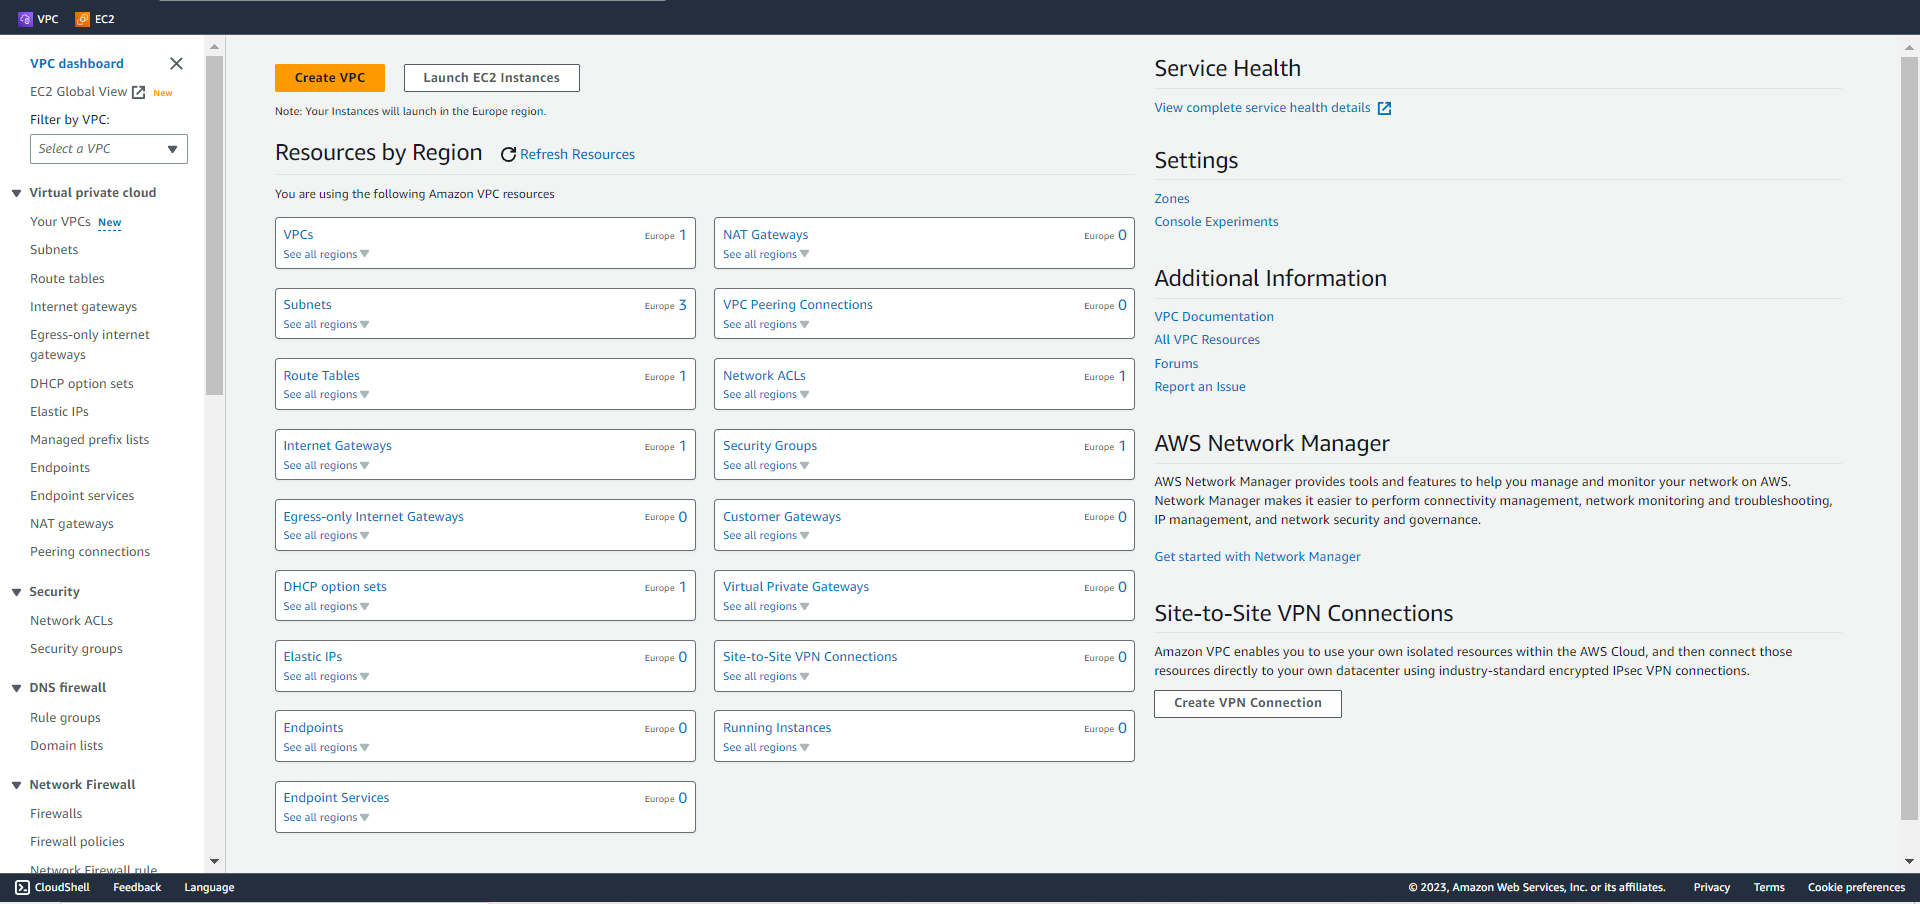 VPC EC2
VPC dashboard
EC2 Global View New
Filter by VPC:
Select a VPC
Virtual private cloud
Your VPCs New
Subnets
Route tables
Internet gateways
Egress-only internet
gateways
DHCP option sets
Elastic IPs
Managed prefix lists
Endpoints
Endpoint services
NAT gateways
Peering connections
Security
Network ACLs
Security groups
DNS firewall
Rule groups
Domain lists
Network Firewall
Firewalls
Firewall policies
Network Firewall rule
Create VPC Launch EC2 Instances
Note: Your Instances will launch in the Europe region.
Resources by Region Refresh Resources
You are using the following Amazon VPC resources
VPCs Europe 1
See all regions
NAT Gateways Europe 0
See all regions
Subnets Europe 3
See all regions
VPC Peering Connections Europe 0
See all regions
Route Tables Europe 1
See all regions
Network ACLs Europe 1
See all regions
Internet Gateways Europe 1
See all regions
Security Groups Europe 1
See all regions
Egress-only Internet Gateways Europe 0
See all regions
Customer Gateways Europe 0
See all regions
DHCP option sets Europe 1
See all regions
Virtual Private Gateways Europe 0
See all regions
Elastic IPs Europe 0
See all regions
Site-to-Site VPN Connections Europe 0
See all regions
Endpoints Europe 0
See all regions
Running Instances Europe 0
See all regions
Endpoint Services Europe 0
See all regions
Service Health
View complete service health details
Settings
Zones
Console Experiments
Additional Information
VPC Documentation
All VPC Resources
Forums
Report an Issue
AWS Network Manager
AWS Network Manager provides tools and features to help you manage and monitor your network on AWS.
Network Manager makes it easier to perform connectivity management, network monitoring and troubleshooting,
IP management, and network security and governance.
Get started with Network Manager
Site-to-Site VPN Connections
Amazon VPC enables you to use your own isolated resources within the AWS Cloud, and then connect those
resources directly to your own datacenter using industry-standard encrypted IPsec VPN connections.
Create VPN Connection
CloudShell Feedback Language © 2023, Amazon Web Services, Inc. or its affiliates. Privacy Terms Cookie preferences